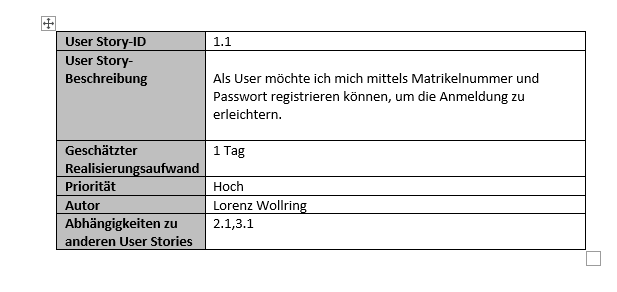 User Story-ID 1.1
User Story-
Beschreibung
Als User möchte ich mich mittels Matrikelnummer und
Passwort registrieren können, um die Anmeldung zu
erleichtern.
Geschätzter 1 Tag
Realisierungsaufwand
Priorität Hoch
Autor Lorenz Wollring
Abhängigkeiten zu 2.1,3.1
anderen User Stories